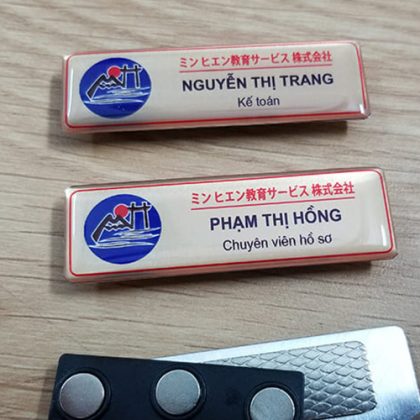 ミン ヒエン教育サービス 株式会社
NGUYỄN THỊ TRANG
Kế toán
ミン ヒエン教育サービス 株式会社
PHẠM THỊ HỒNG
Chuyên viên hồ sơ